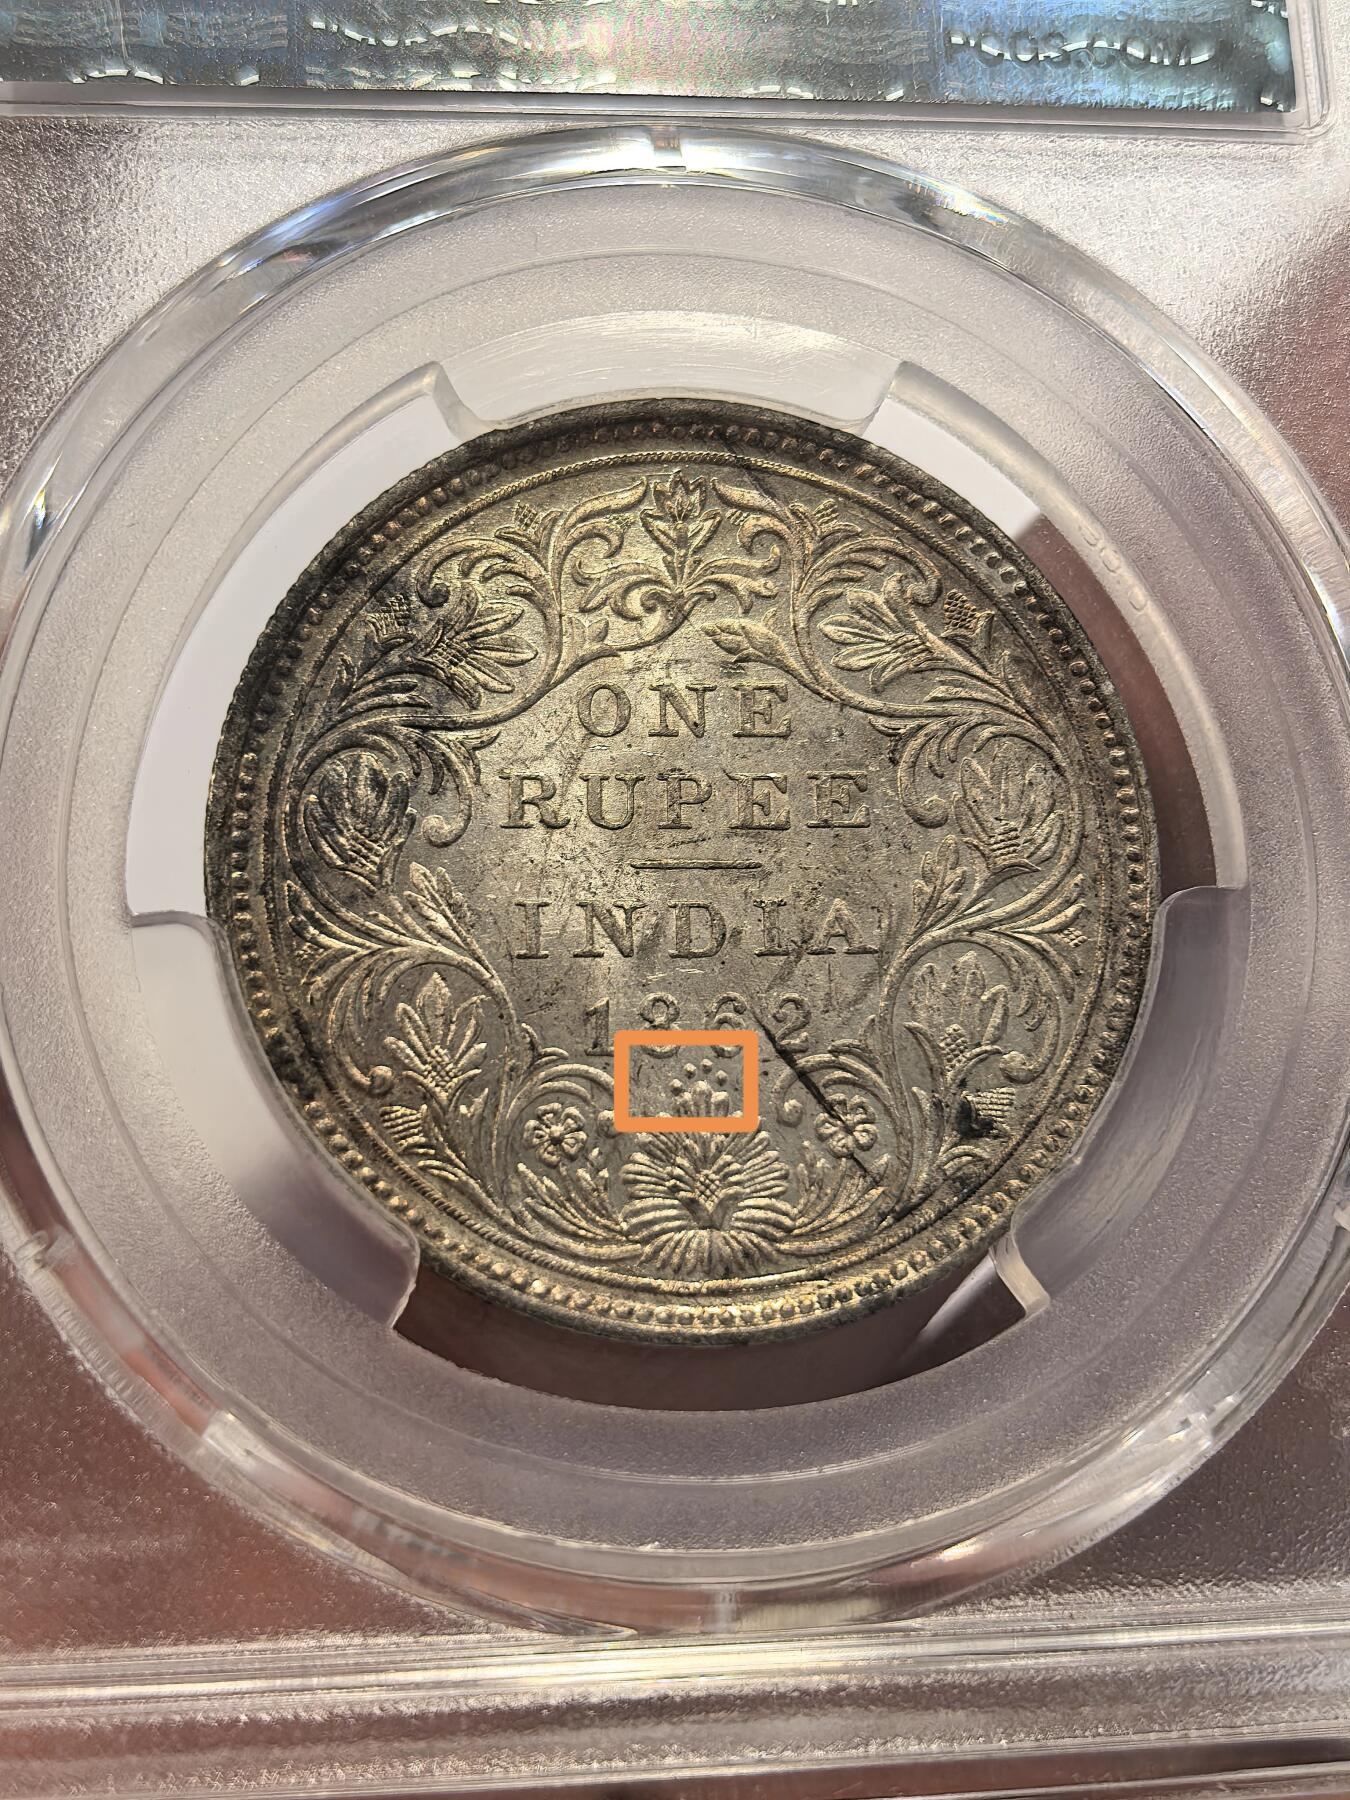 PCGS.COM
ONE
RUPEE
INDIA
1862